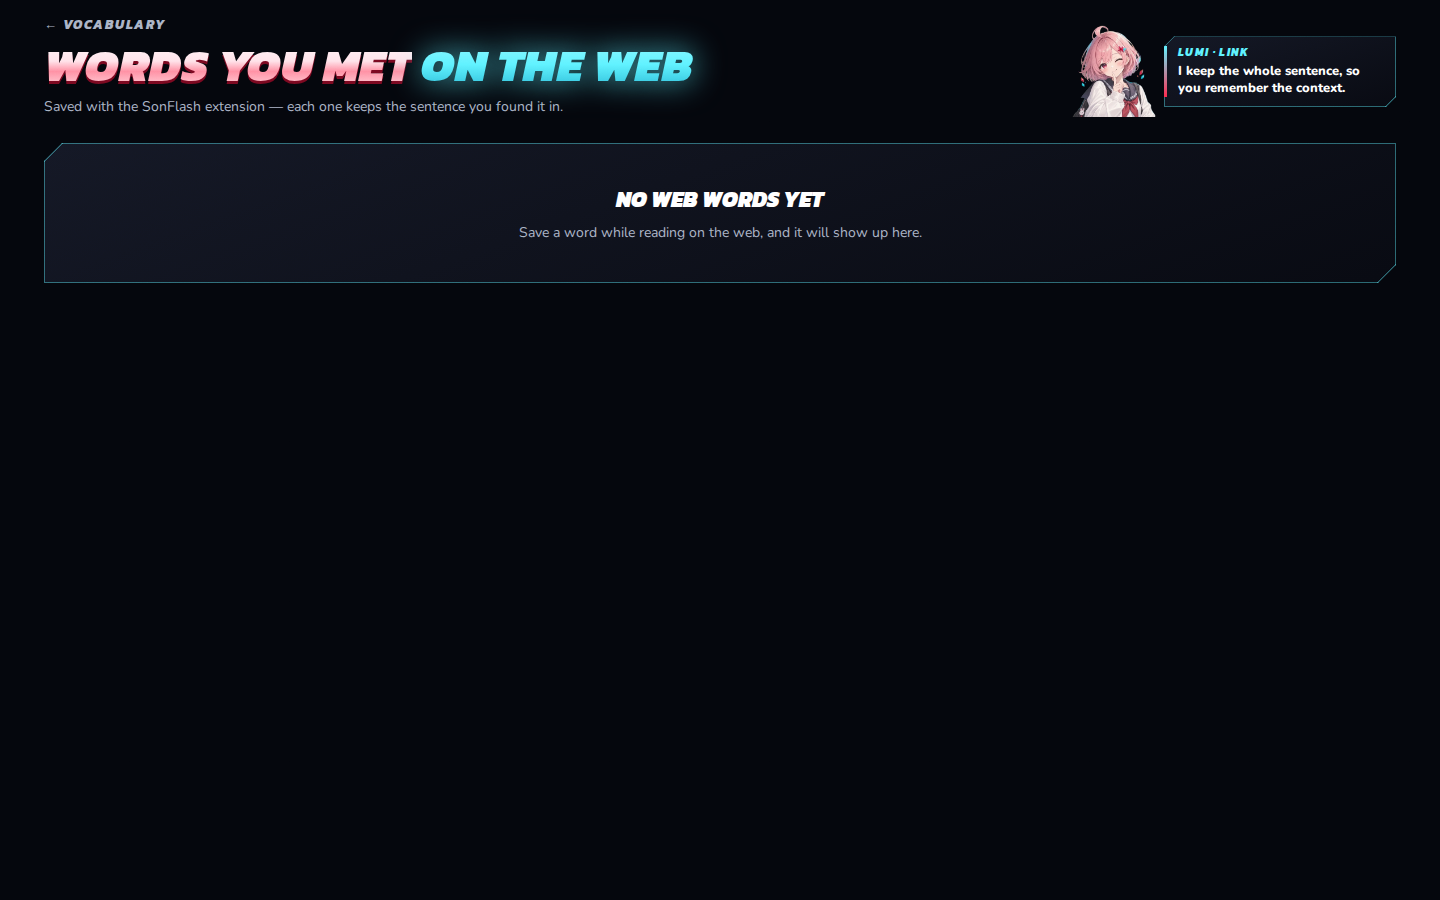 ← VOCABULARY
WORDS YOU MET ON THE WEB
Saved with the SonFlash extension — each one keeps the sentence you found it in.
LUMI · LINK
I keep the whole sentence, so
you remember the context.
NO WEB WORDS YET
Save a word while reading on the web, and it will show up here.